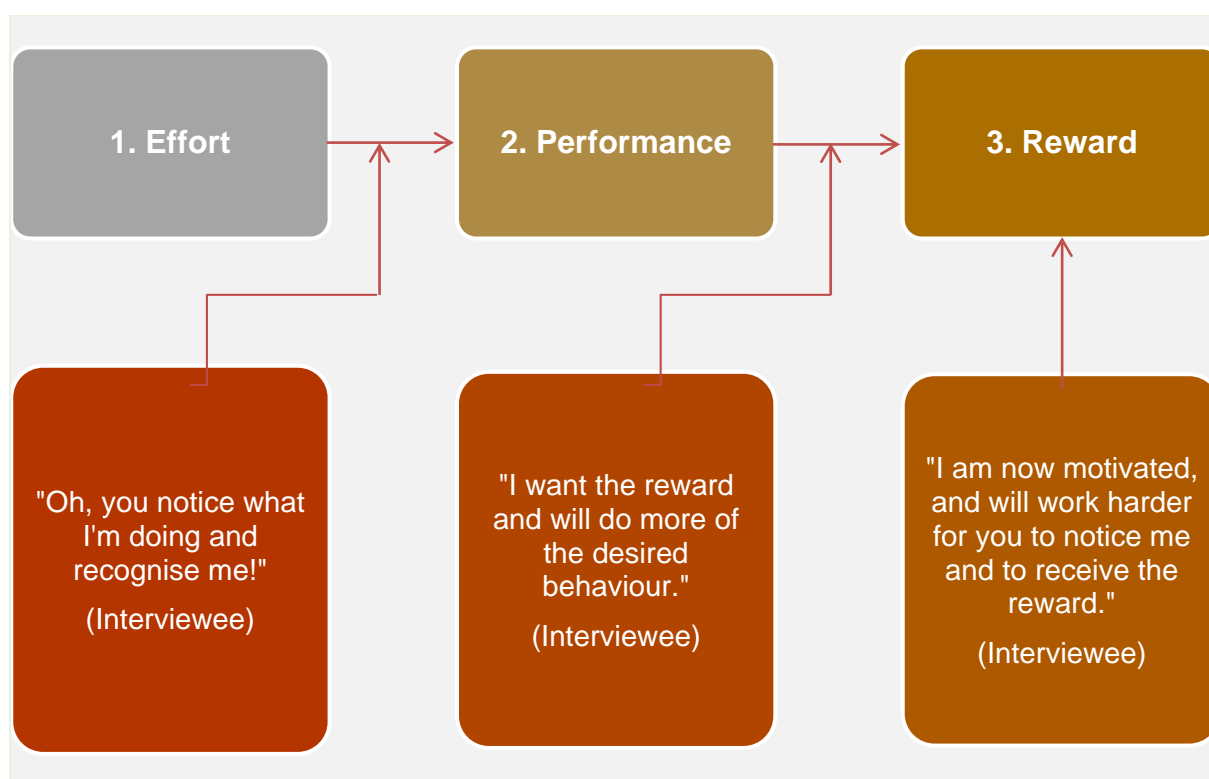 1. Effort
2. Performance
3. Reward
"Oh, you notice what
I'm doing and
recognise me!"
(Interviewee)
"I want the reward
and will do more of
the desired
behaviour."
(Interviewee)
"I am now motivated,
and will work harder
for you to notice me
and to receive the
reward."
(Interviewee)